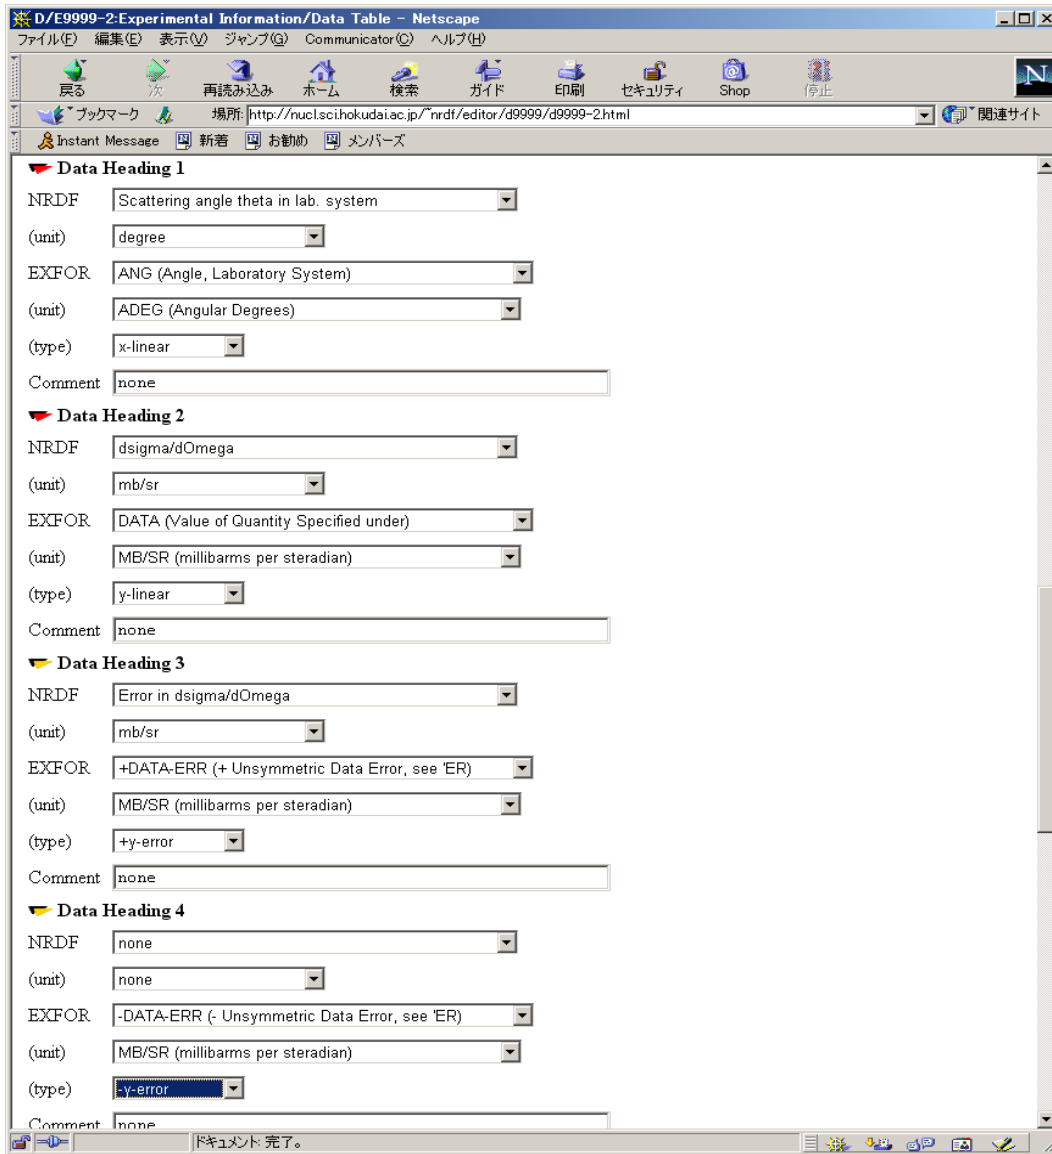 D/E9999-2:Experimental Information/Data Table - Netscape
ファイル(F) 編集(E) 表示(V) ジャンプ(G) Communicator(C) ヘルプ(H)
戻る 次 再読み込み ホーム 検索 ガイド 印刷 セキュリティ Shop 停止 N
ブックマーク 場所: http://nucl.sci.hokudai.ac.jp/~nrdf/editor/d9999/d9999-2.html 関連サイト
Instant Message 新着 お勧め メンバーズ
Data Heading 1
NRDF Scattering angle theta in lab. system
(unit) degree
EXFOR ANG (Angle, Laboratory System)
(unit) ADEG (Angular Degrees)
(type) x-linear
Comment none
Data Heading 2
NRDF dsigma/dOmega
(unit) mb/sr
EXFOR DATA (Value of Quantity Specified under)
(unit) MB/SR (millibarms per steradian)
(type) y-linear
Comment none
Data Heading 3
NRDF Error in dsigma/dOmega
(unit) mb/sr
EXFOR +DATA-ERR (+ Unsymmetric Data Error, see 'ER)
(unit) MB/SR (millibarms per steradian)
(type) +y-error
Comment none
Data Heading 4
NRDF none
(unit) none
EXFOR -DATA-ERR (- Unsymmetric Data Error, see 'ER)
(unit) MB/SR (millibarms per steradian)
(type) -y-error
Comment none
ドキュメント: 完了。